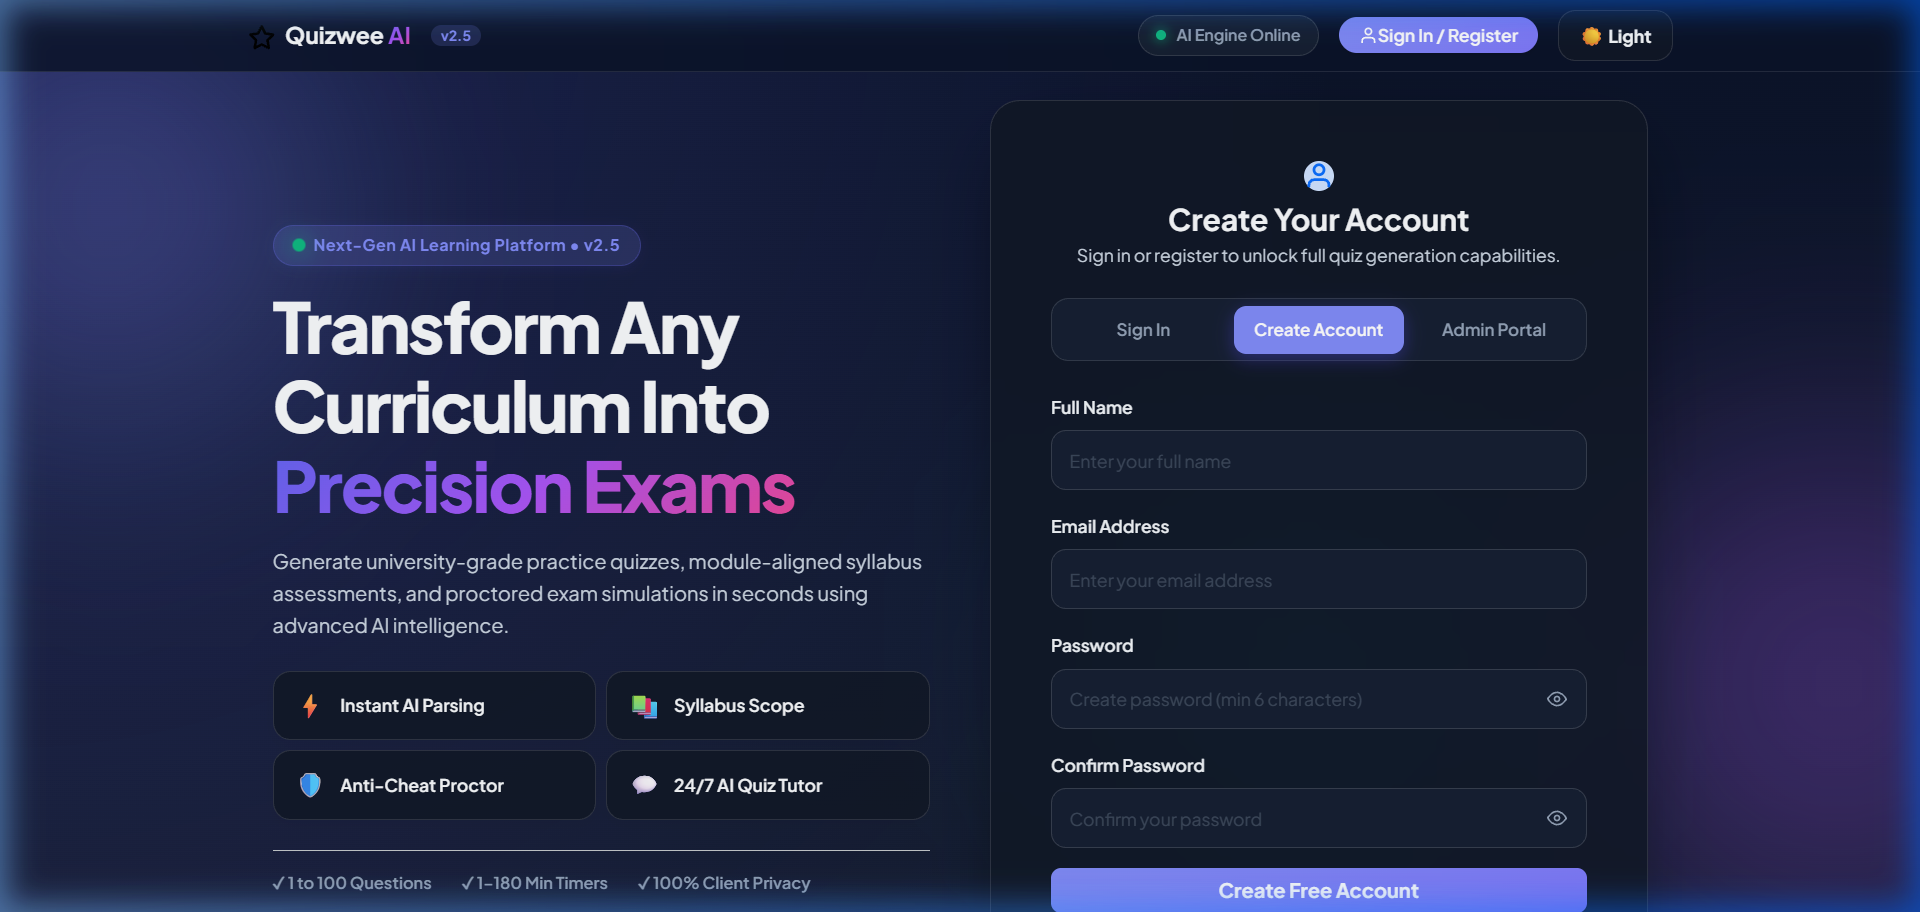 Quizwee AI
v2.5
AI Engine Online
Sign In / Register
Light
Next-Gen AI Learning Platform • v2.5
Transform Any
Curriculum Into
Precision Exams
Generate university-grade practice quizzes, module-aligned syllabus
assessments, and proctored exam simulations in seconds using
advanced AI intelligence.
Instant AI Parsing
Syllabus Scope
Anti-Cheat Proctor
24/7 AI Quiz Tutor
✓ 1 to 100 Questions
✓ 1–180 Min Timers
✓ 100% Client Privacy
Create Your Account
Sign in or register to unlock full quiz generation capabilities.
Sign In
Create Account
Admin Portal
Full Name
Enter your full name
Email Address
Enter your email address
Password
Create password (min 6 characters)
Confirm Password
Confirm your password
Create Free Account